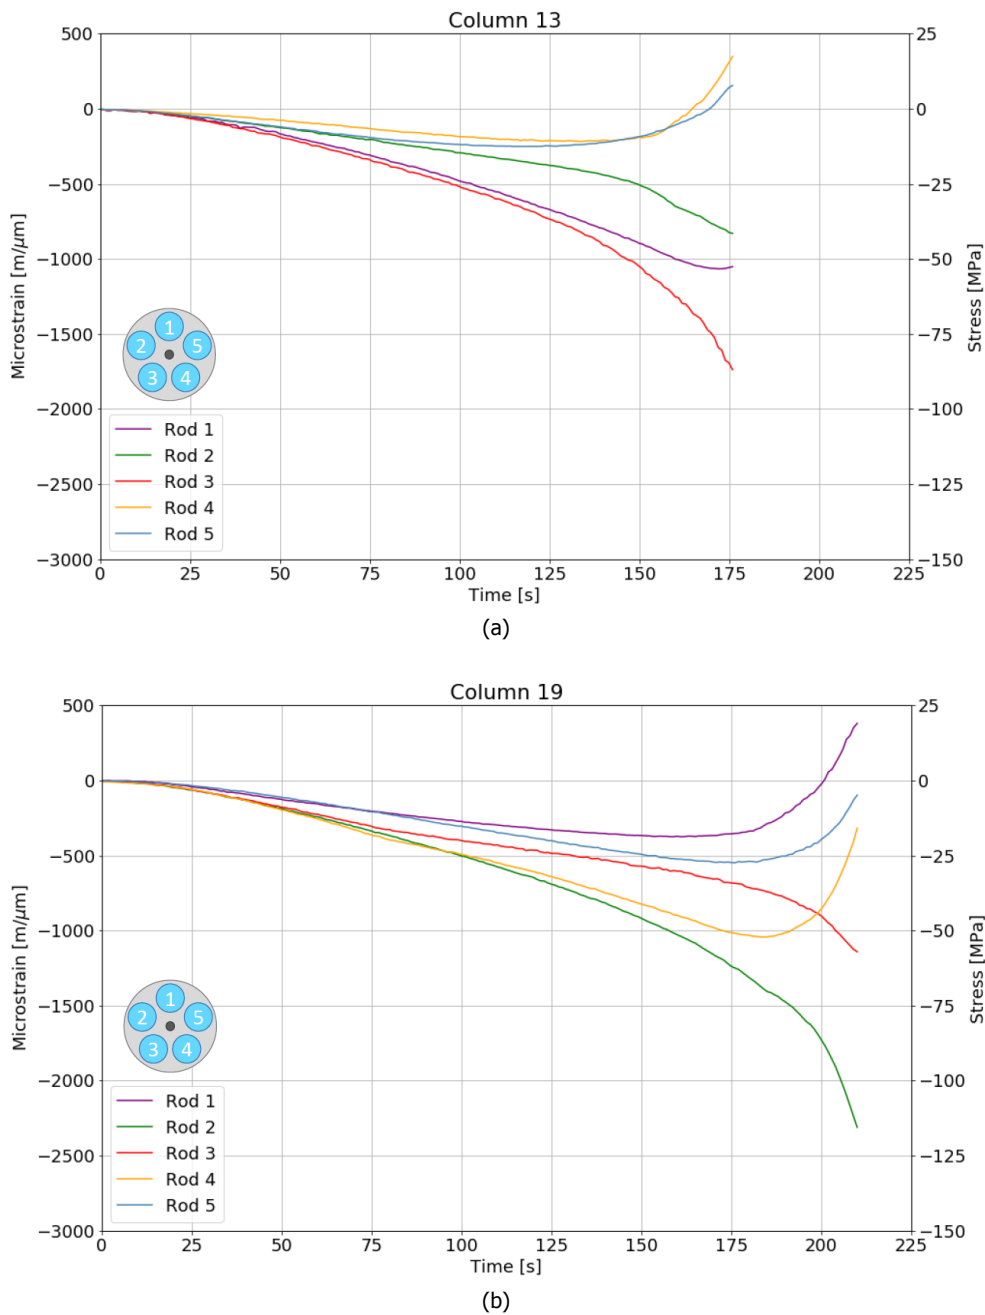 Column 13
500
0
−500
−1000
−1500
−2000
−2500
−3000
Microstrain [m/μm]
25
0
−25
−50
−75
−100
−125
−150
Stress [MPa]
1
2 5
3 4
Rod 1
Rod 2
Rod 3
Rod 4
Rod 5
0 25 50 75 100 125 150 175 200 225
Time [s]
(a)
Column 19
500
0
−500
−1000
−1500
−2000
−2500
−3000
Microstrain [m/μm]
25
0
−25
−50
−75
−100
−125
−150
Stress [MPa]
1
2 5
3 4
Rod 1
Rod 2
Rod 3
Rod 4
Rod 5
0 25 50 75 100 125 150 175 200 225
Time [s]
(b)